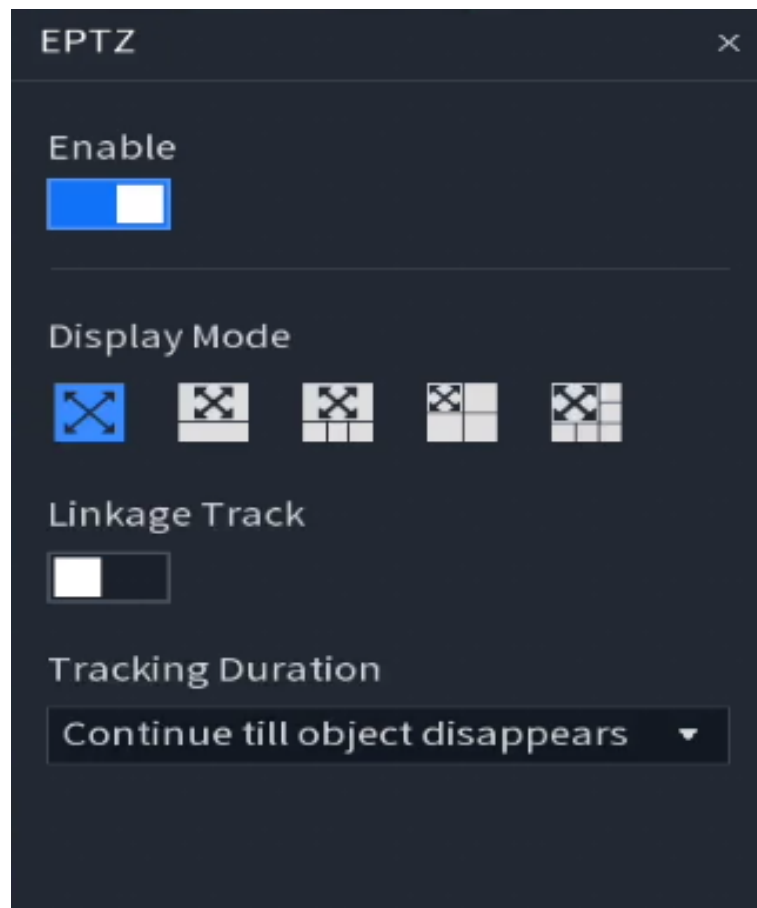 EPTZ
Enable
Display Mode
Linkage Track
Tracking Duration
Continue till object disappears